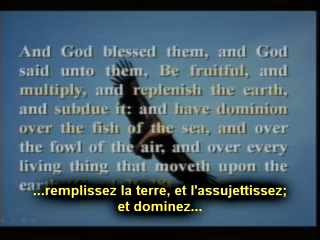 And God blessed them, and God
said unto them, Be fruitful, and
multiply, and replenish the earth,
and subdue it: and have dominion
over the fish of the sea, and over
the fowl of the air, and over every
living thing that moveth upon the
earth.
...remplissez la terre, et l'assujettissez;
et dominez...